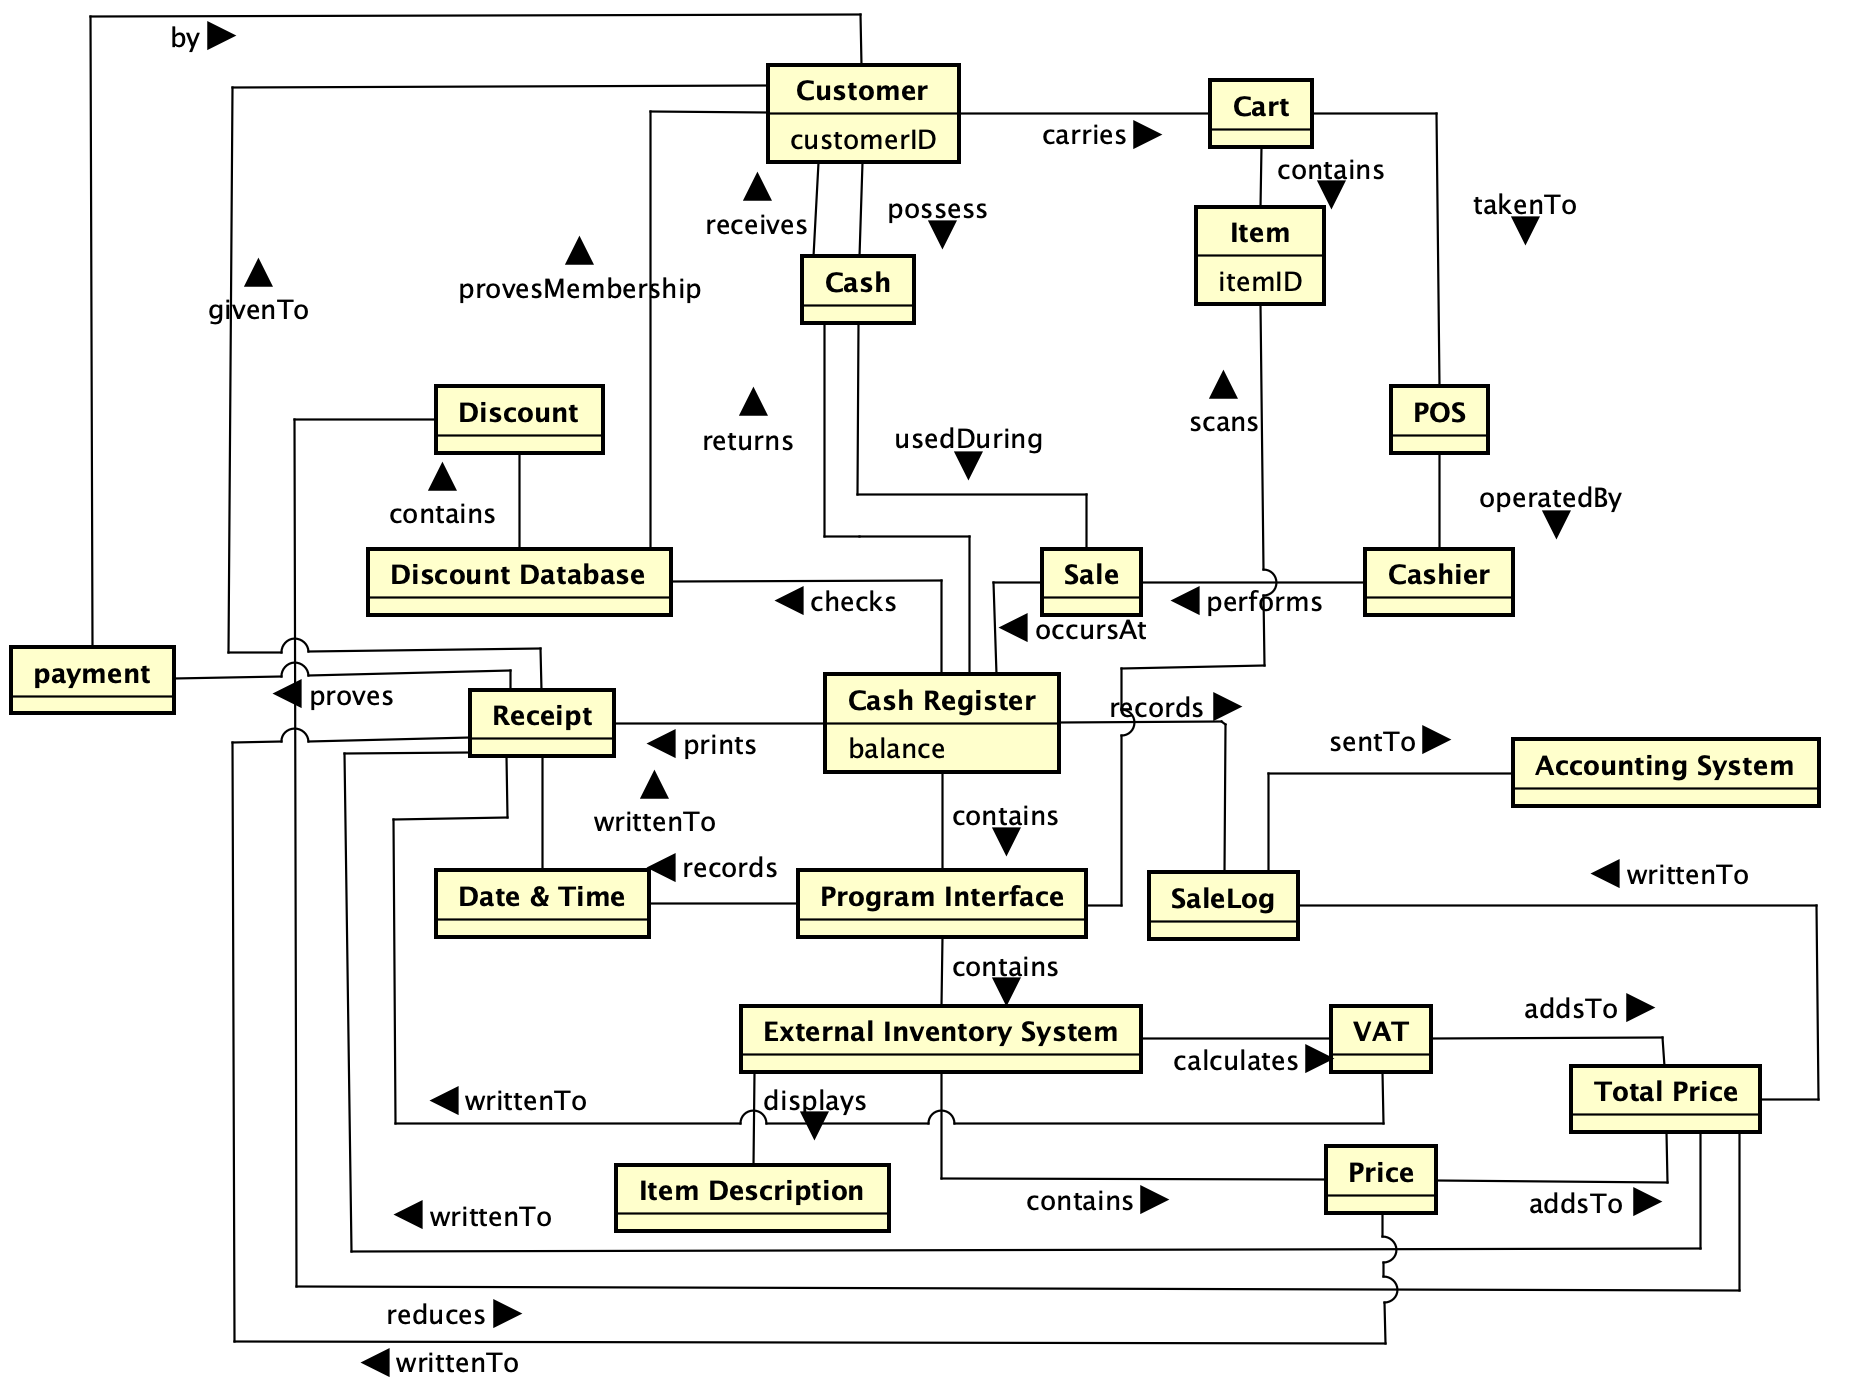 by
Customer
customerID
Cart
carries
contains
receives
possess
takenTo
Item
itemID
Cash
provesMembership
givenTo
Discount
returns
usedDuring
scans
POS
contains
operatedBy
Discount Database
checks
Sale
performs
Cashier
occursAt
payment
proves
Receipt
prints
Cash Register
balance
records
sentTo
Accounting System
writtenTo
contains
records
Date & Time
Program Interface
SaleLog
writtenTo
contains
External Inventory System
calculates
VAT
addsTo
Total Price
writtenTo
displays
Item Description
Price
contains
addsTo
writtenTo
reduces
writtenTo